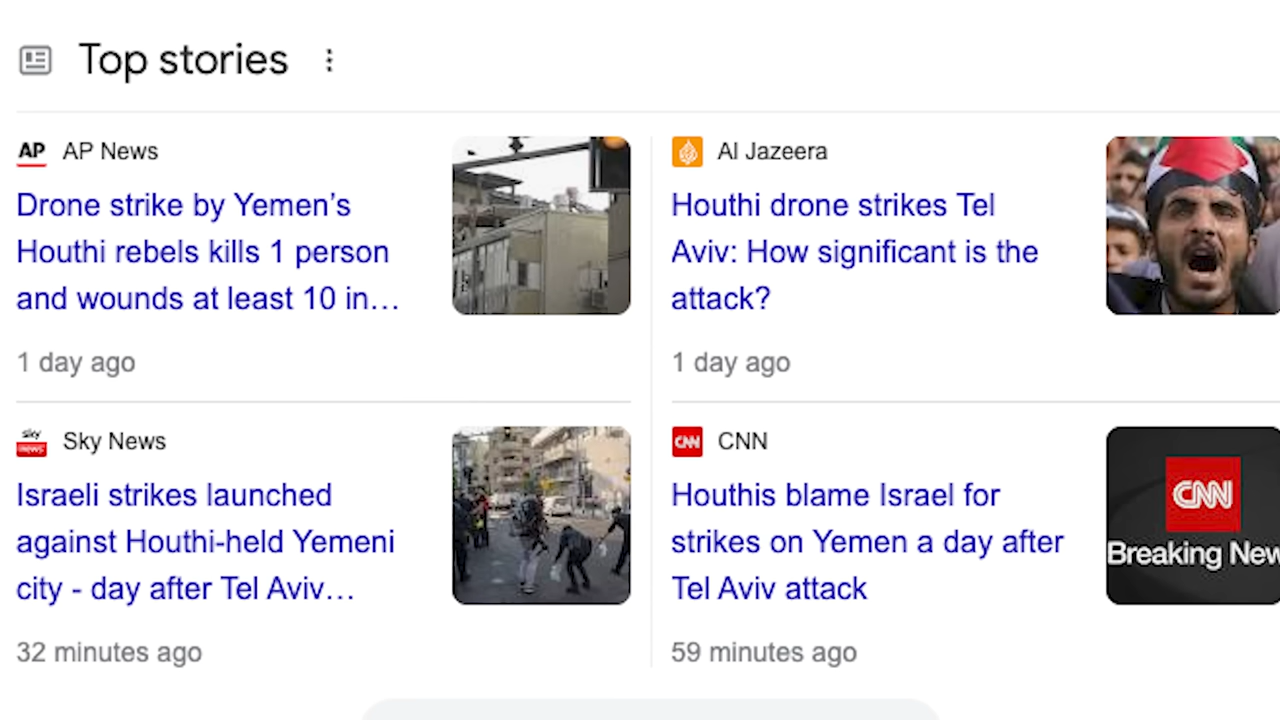 Top stories
AP AP News
Drone strike by Yemen’s
Houthi rebels kills 1 person
and wounds at least 10 in…
1 day ago
Al Jazeera
Houthi drone strikes Tel
Aviv: How significant is the
attack?
1 day ago
sky news Sky News
Israeli strikes launched
against Houthi-held Yemeni
city - day after Tel Aviv…
32 minutes ago
CNN CNN
Houthis blame Israel for
strikes on Yemen a day after
Tel Aviv attack
59 minutes ago
CNN
Breaking New